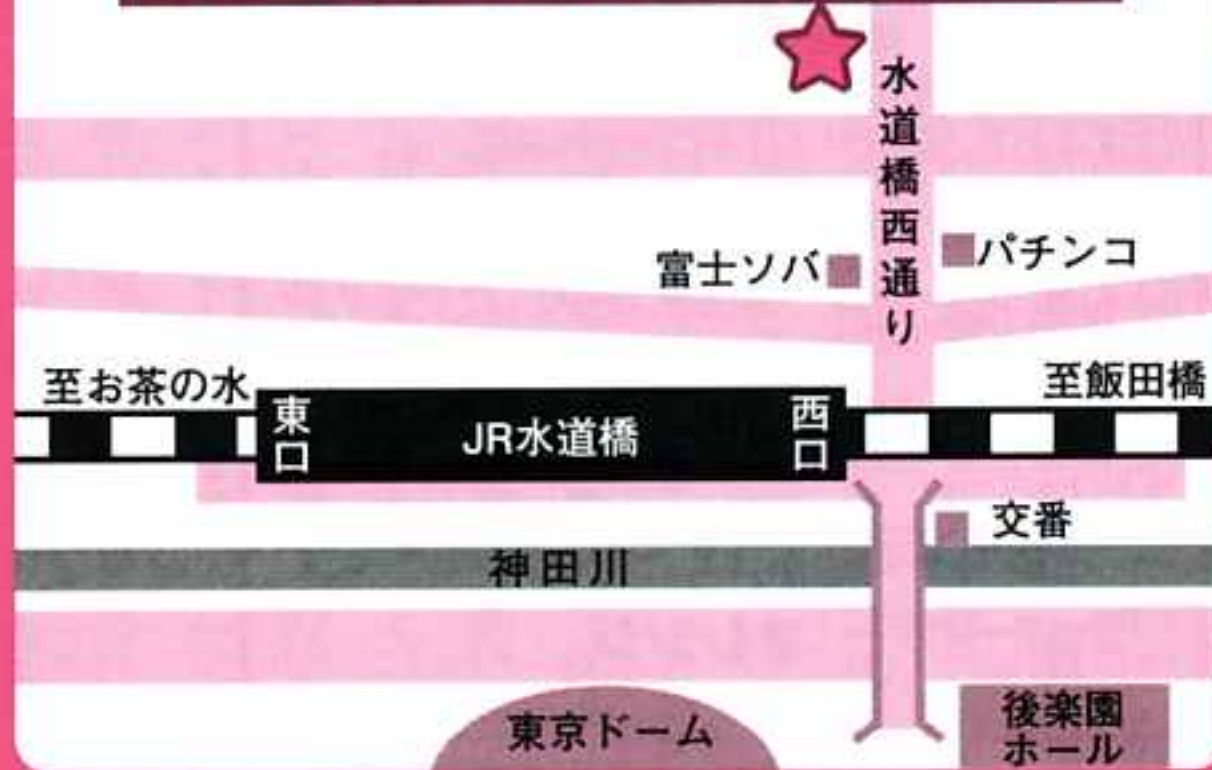 水道橋西通り
富士ソバ
パチンコ
至お茶の水
至飯田橋
東口
JR水道橋
西口
交番
神田川
東京ドーム
後楽園
ホール